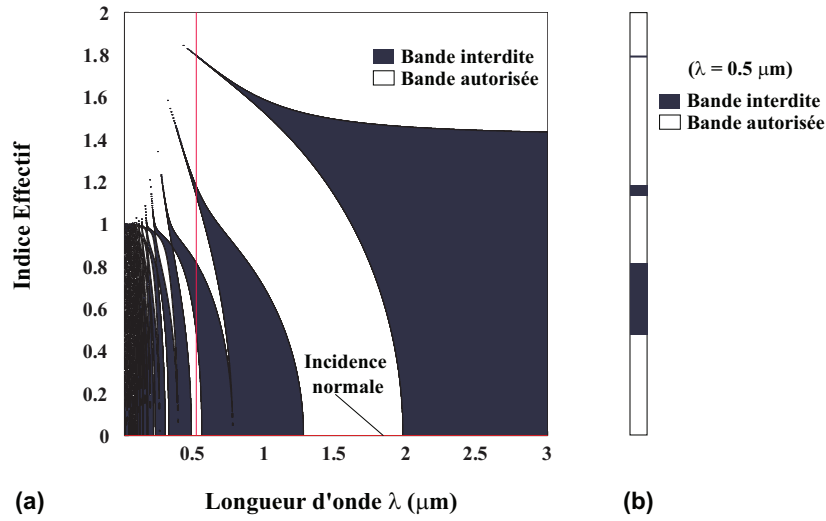 2
1.8
1.6
1.4
1.2
1
0.8
0.6
0.4
0.2
0
Indice Effectif
Bande interdite
Bande autorisée
Incidence
normale
0.5
1
1.5
2
2.5
3
(a)
Longueur d'onde λ (μm)
(λ = 0.5 μm)
Bande interdite
Bande autorisée
(b)